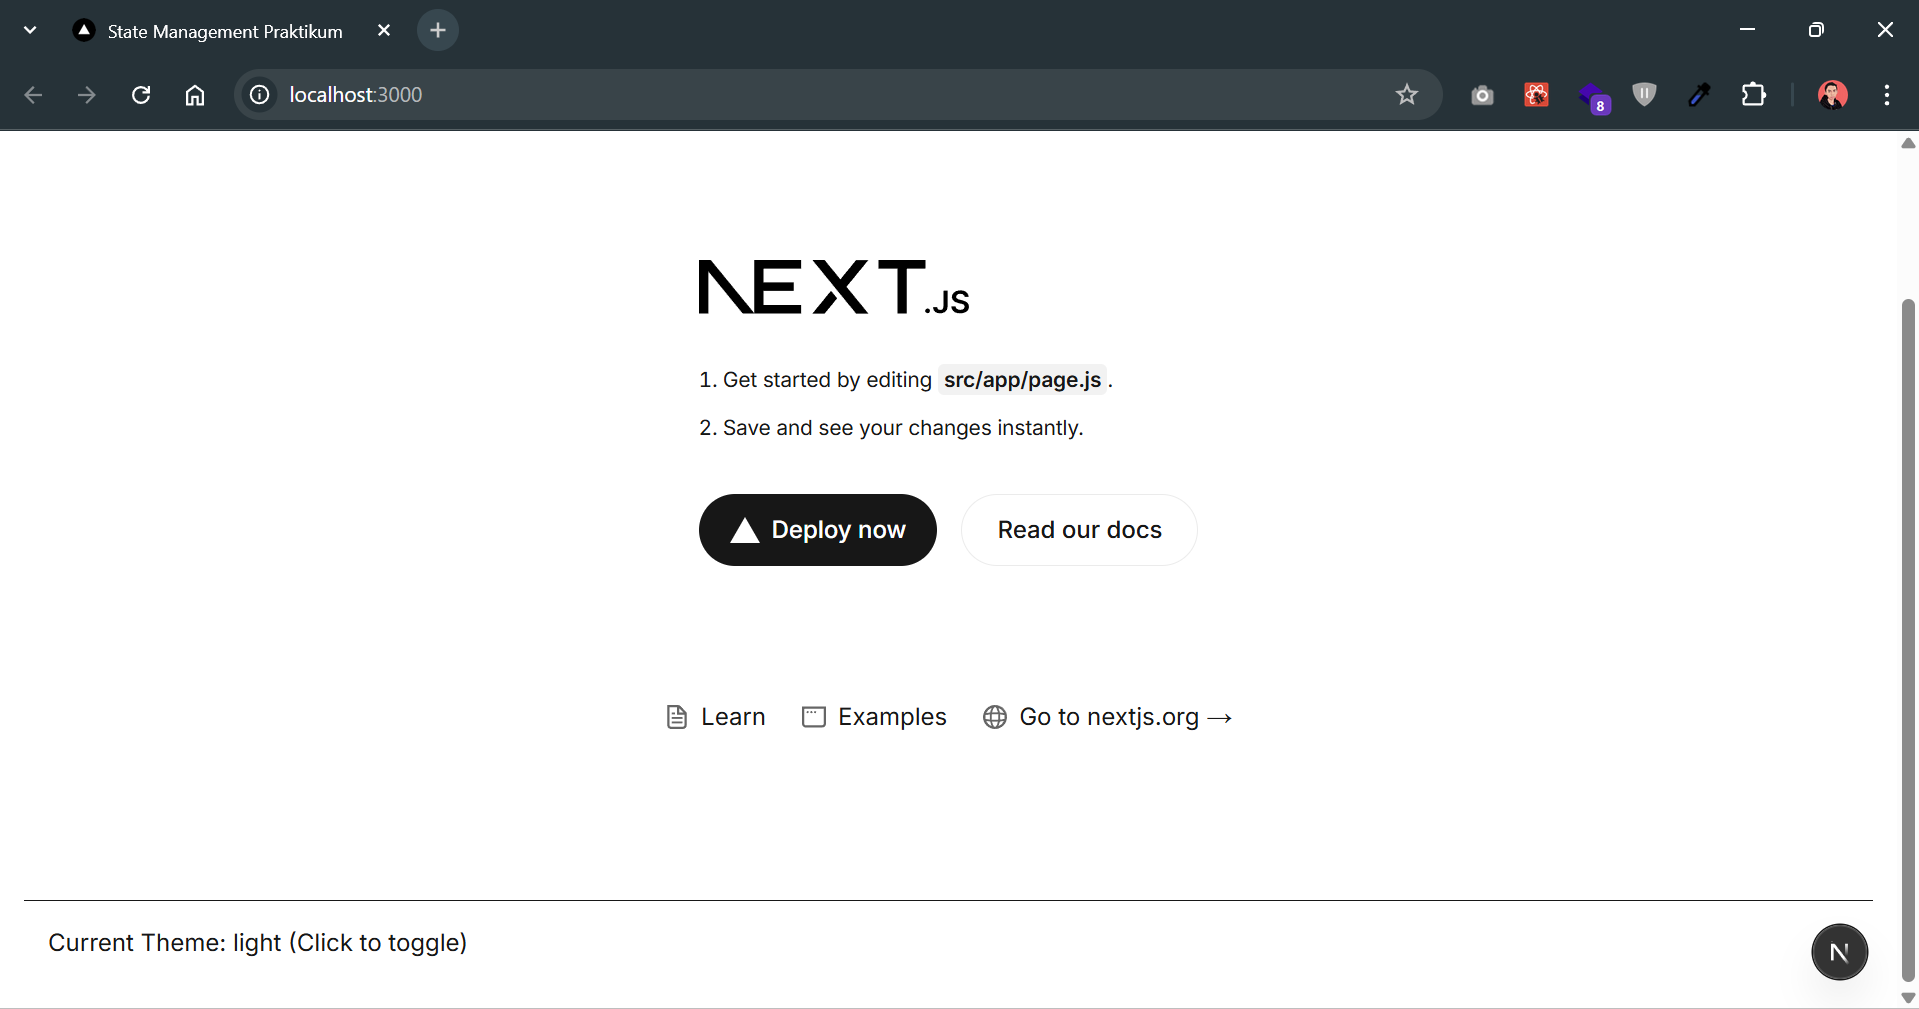 State Management Praktikum
localhost:3000
8
NEXT.JS
1. Get started by editing src/app/page.js .
2. Save and see your changes instantly.
Deploy now
Read our docs
Learn
Examples
Go to nextjs.org →
Current Theme: light (Click to toggle)
N